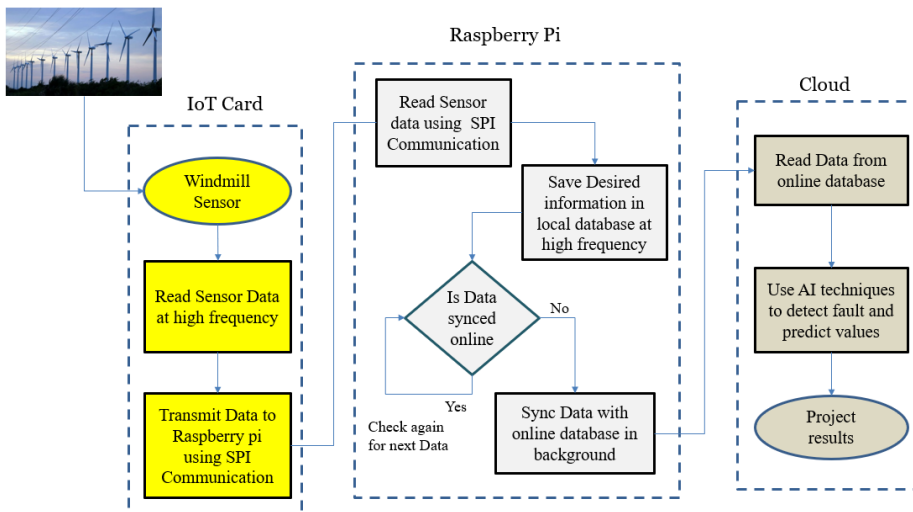 Raspberry Pi
IoT Card
Cloud
Windmill
Sensor
Read Sensor Data
at high frequency
Transmit Data to
Raspberry pi
using SPI
Communication
Read Sensor
data using SPI
Communication
Save Desired
information in
local database at
high frequency
Is Data
synced
online
No
Yes
Check again
for next Data
Sync Data with
online database in
background
Read Data from
online database
Use AI techniques
to detect fault and
predict values
Project
results